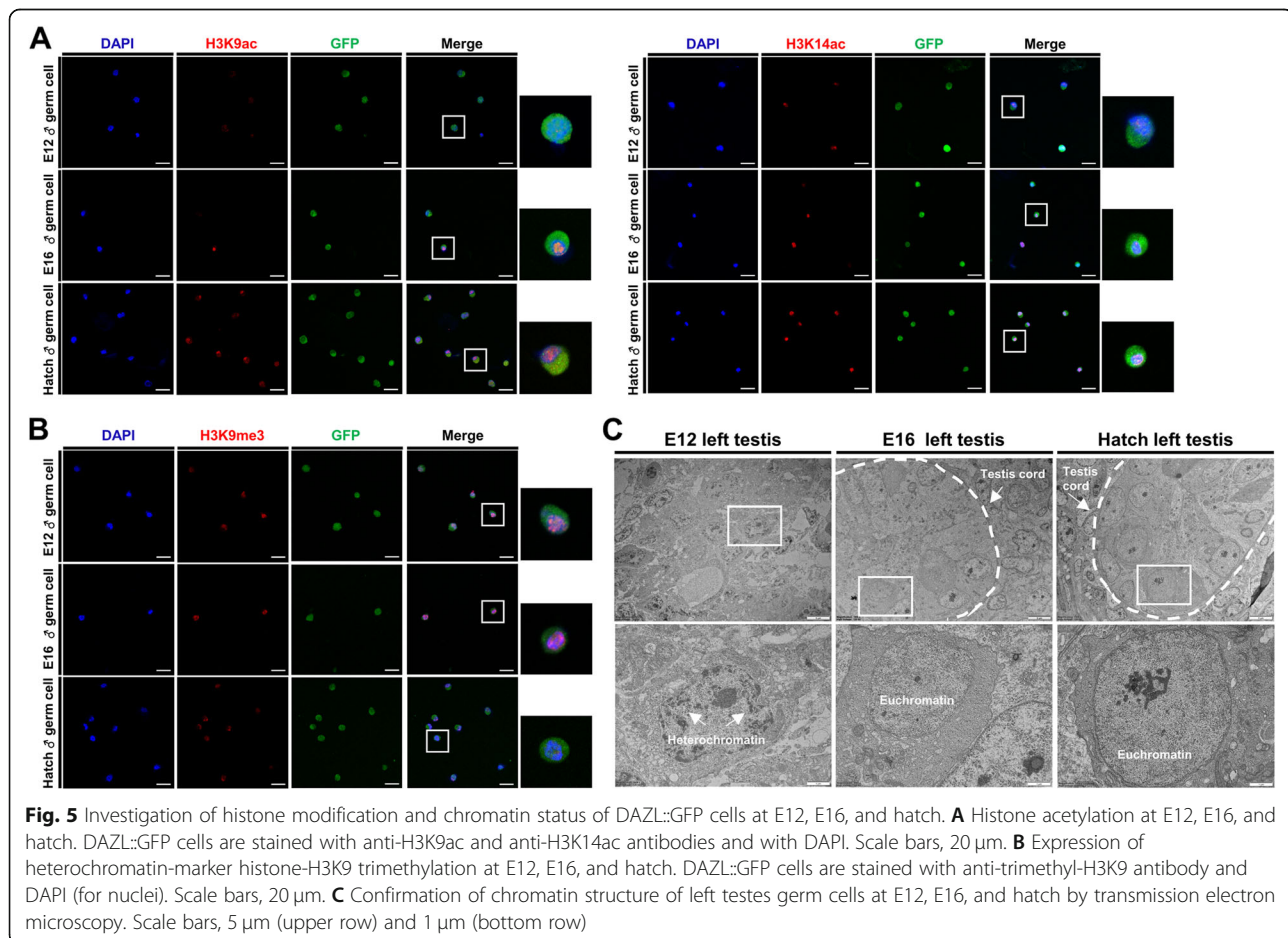 A
DAPI H3K9ac GFP Merge
E12 ♂ germ cell
E16 ♂ germ cell
Hatch ♂ germ cell
DAPI H3K14ac GFP Merge
E12 ♂ germ cell
E16 ♂ germ cell
Hatch ♂ germ cell
B
DAPI H3K9me3 GFP Merge
E12 ♂ germ cell
E16 ♂ germ cell
Hatch ♂ germ cell
C
E12 left testis E16 left testis Hatch left testis
Testis cord
Testis
cord
Heterochromatin
Euchromatin
Euchromatin
Fig. 5 Investigation of histone modification and chromatin status of DAZL::GFP cells at E12, E16, and hatch. A Histone acetylation at E12, E16, and
hatch. DAZL::GFP cells are stained with anti-H3K9ac and anti-H3K14ac antibodies and with DAPI. Scale bars, 20 µm. B Expression of
heterochromatin-marker histone-H3K9 trimethylation at E12, E16, and hatch. DAZL::GFP cells are stained with anti-trimethyl-H3K9 antibody and
DAPI (for nuclei). Scale bars, 20 µm. C Confirmation of chromatin structure of left testes germ cells at E12, E16, and hatch by transmission electron
microscopy. Scale bars, 5 µm (upper row) and 1 µm (bottom row)